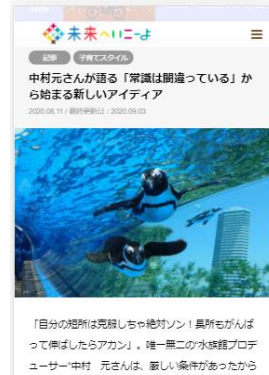 未来へいこーよ
記事 子育てスタイル
中村元さんが語る「常識は間違っている」か
ら始まる新しいアイディア
2020.08.11 / 最終更新日：2020.09.03
「自分の短所は克服しちゃ絶対ソン！長所もがんば
って伸ばしたらアカン」。唯一無二の"水族館プロデ
ューサー"中村　元さんは、厳しい条件があったから